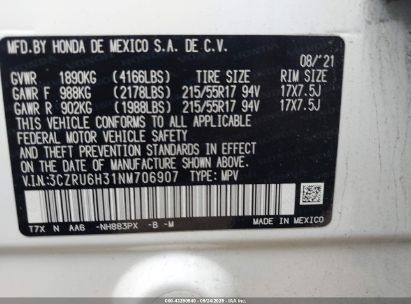 MFD.BY HONDA DE MEXICO S.A. DE C.V.
08/'21
GVWR 1890KG (4166LBS) TIRE SIZE RIM SIZE
GAWR F 988KG (2178LBS) 215/55R17 94V 17X7.5J
GAWR R 902KG (1988LBS) 215/55R17 94V 17X7.5J
THIS VEHICLE CONFORMS TO ALL APPLICABLE
FEDERAL MOTOR VEHICLE SAFETY STANDARDS IN
EFFECT ON THE DATE OF MANUFACTURE SHOWN ABOVE.
V.I.N:3CZRU6H31NM706907 TYPE: MPV
T7X N AA6 -NH883PX -B -M MADE IN MEXICO